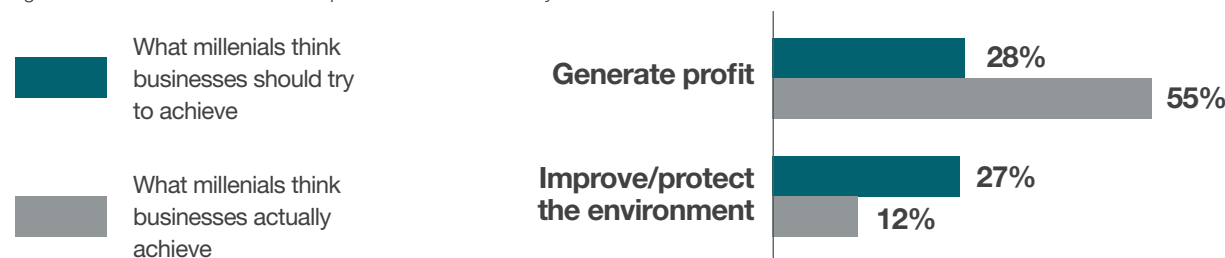 What millenials think
businesses should try
to achieve
What millenials think
businesses actually
achieve
Generate profit
28%
55%
Improve/protect
the environment
27%
12%